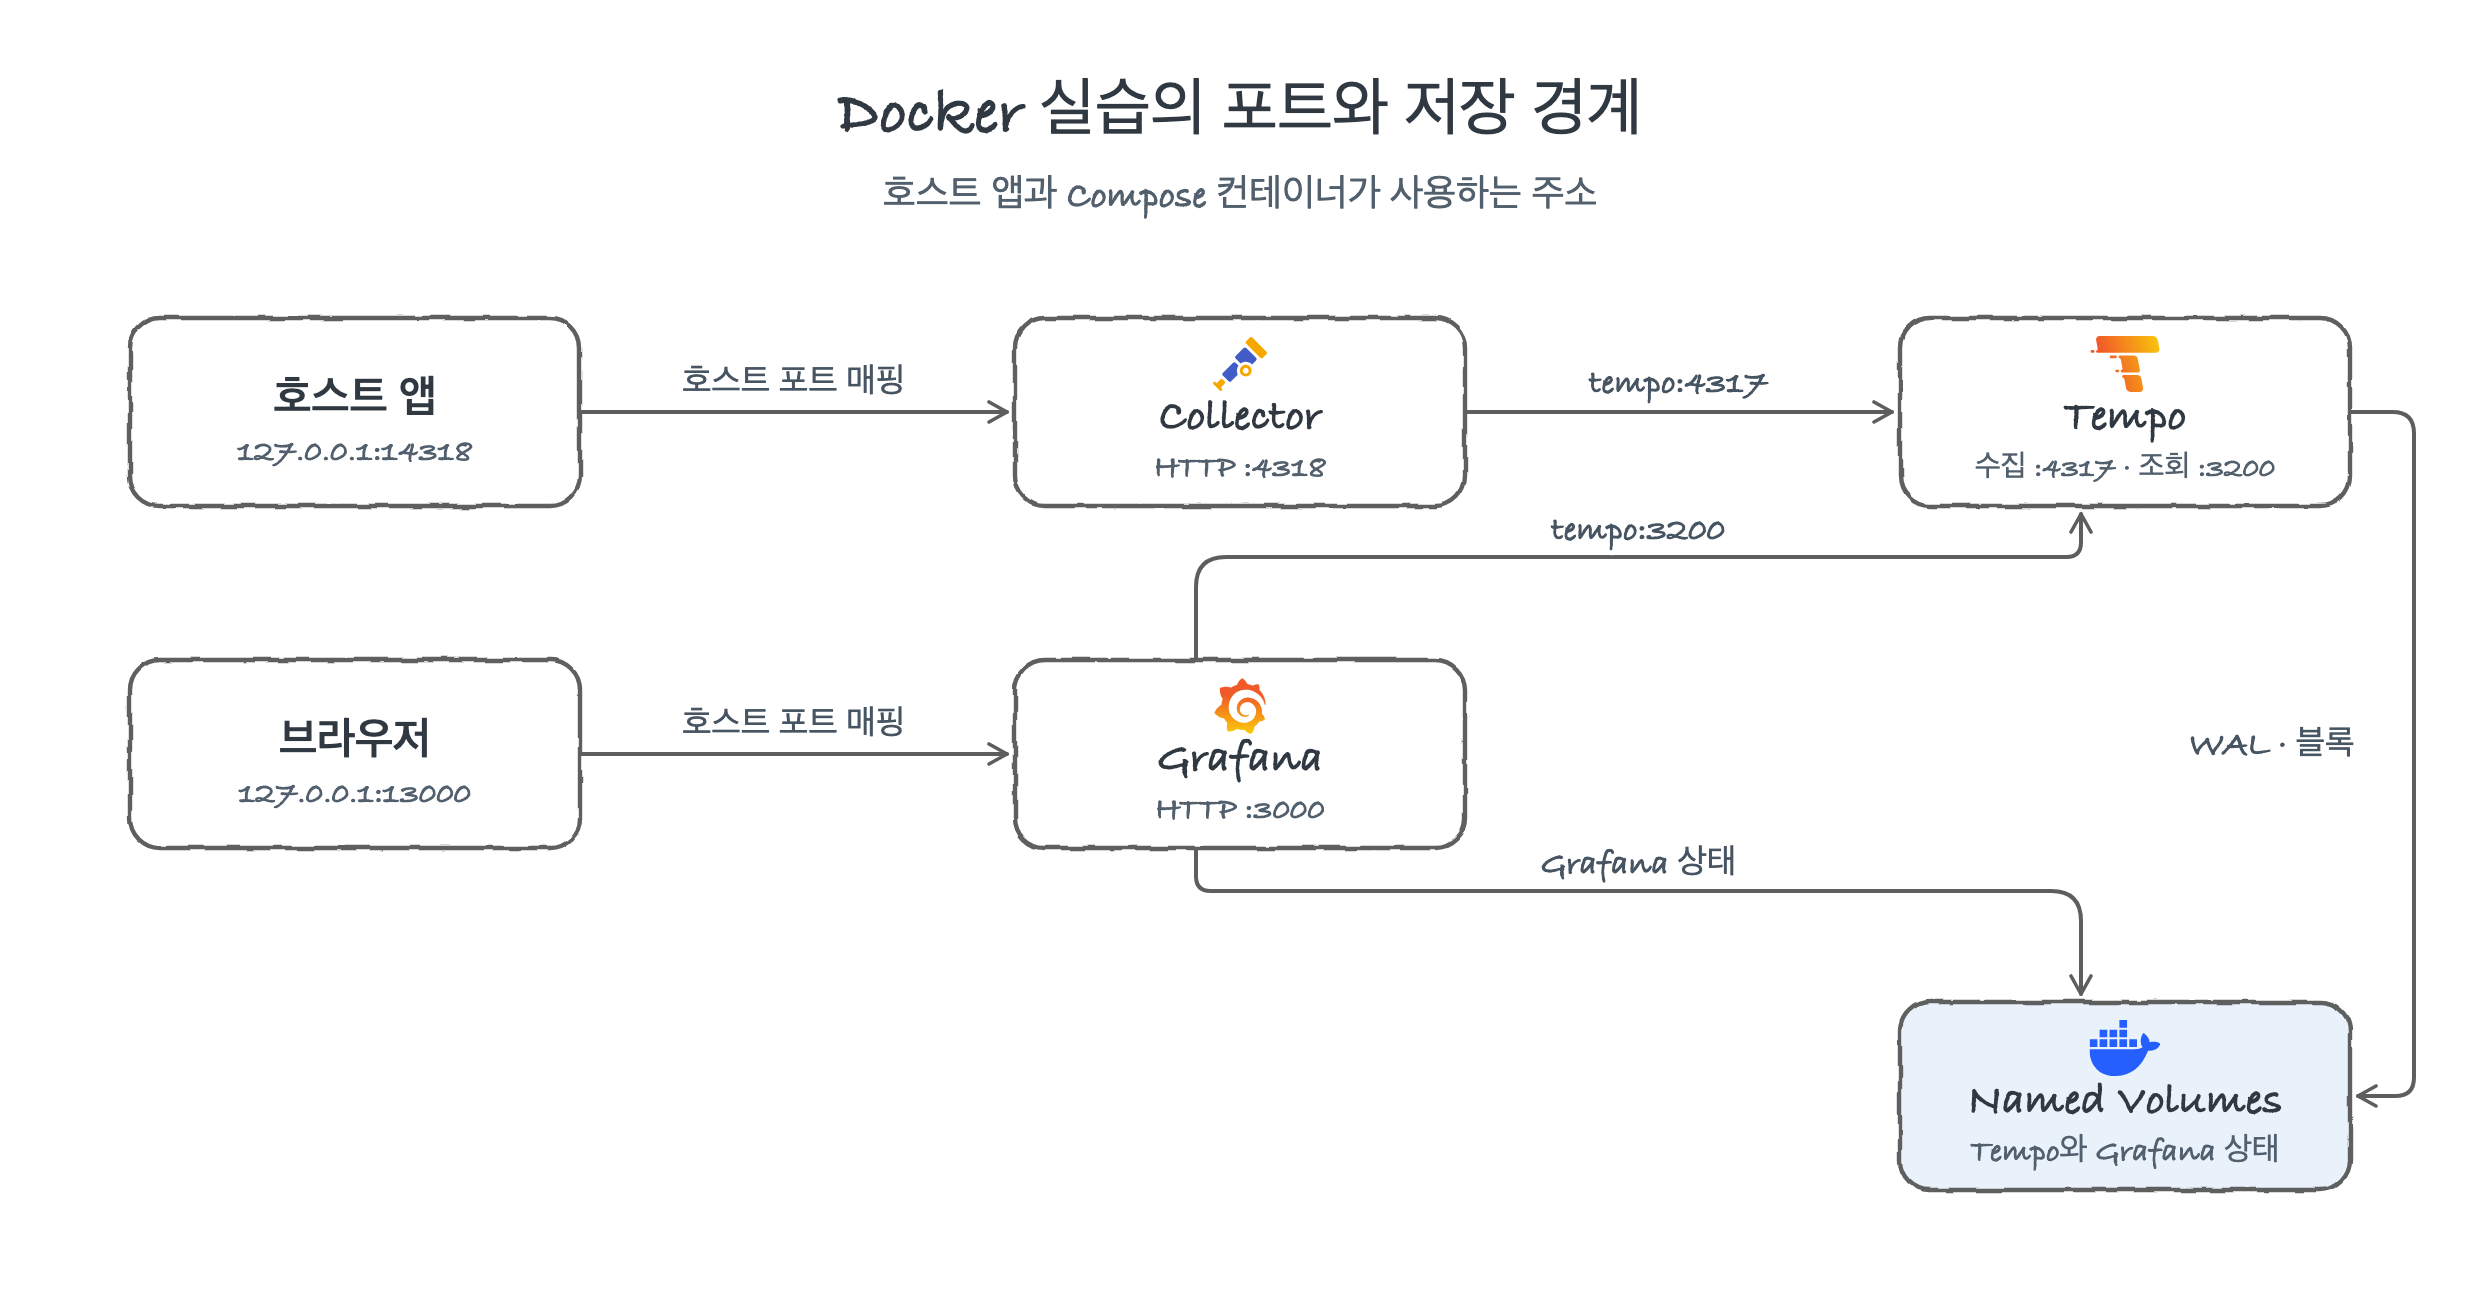 Docker 실습의 포트와 저장 경계
호스트 앱과 Compose 컨테이너가 사용하는 주소
호스트 앱
127.0.0.1:14318
호스트 포트 매핑
Collector
HTTP :4318
tempo:4317
Tempo
수집 :4317 · 조회 :3200
tempo:3200
브라우저
127.0.0.1:13000
호스트 포트 매핑
Grafana
HTTP :3000
WAL · 블록
Grafana 상태
Named Volumes
Tempo와 Grafana 상태